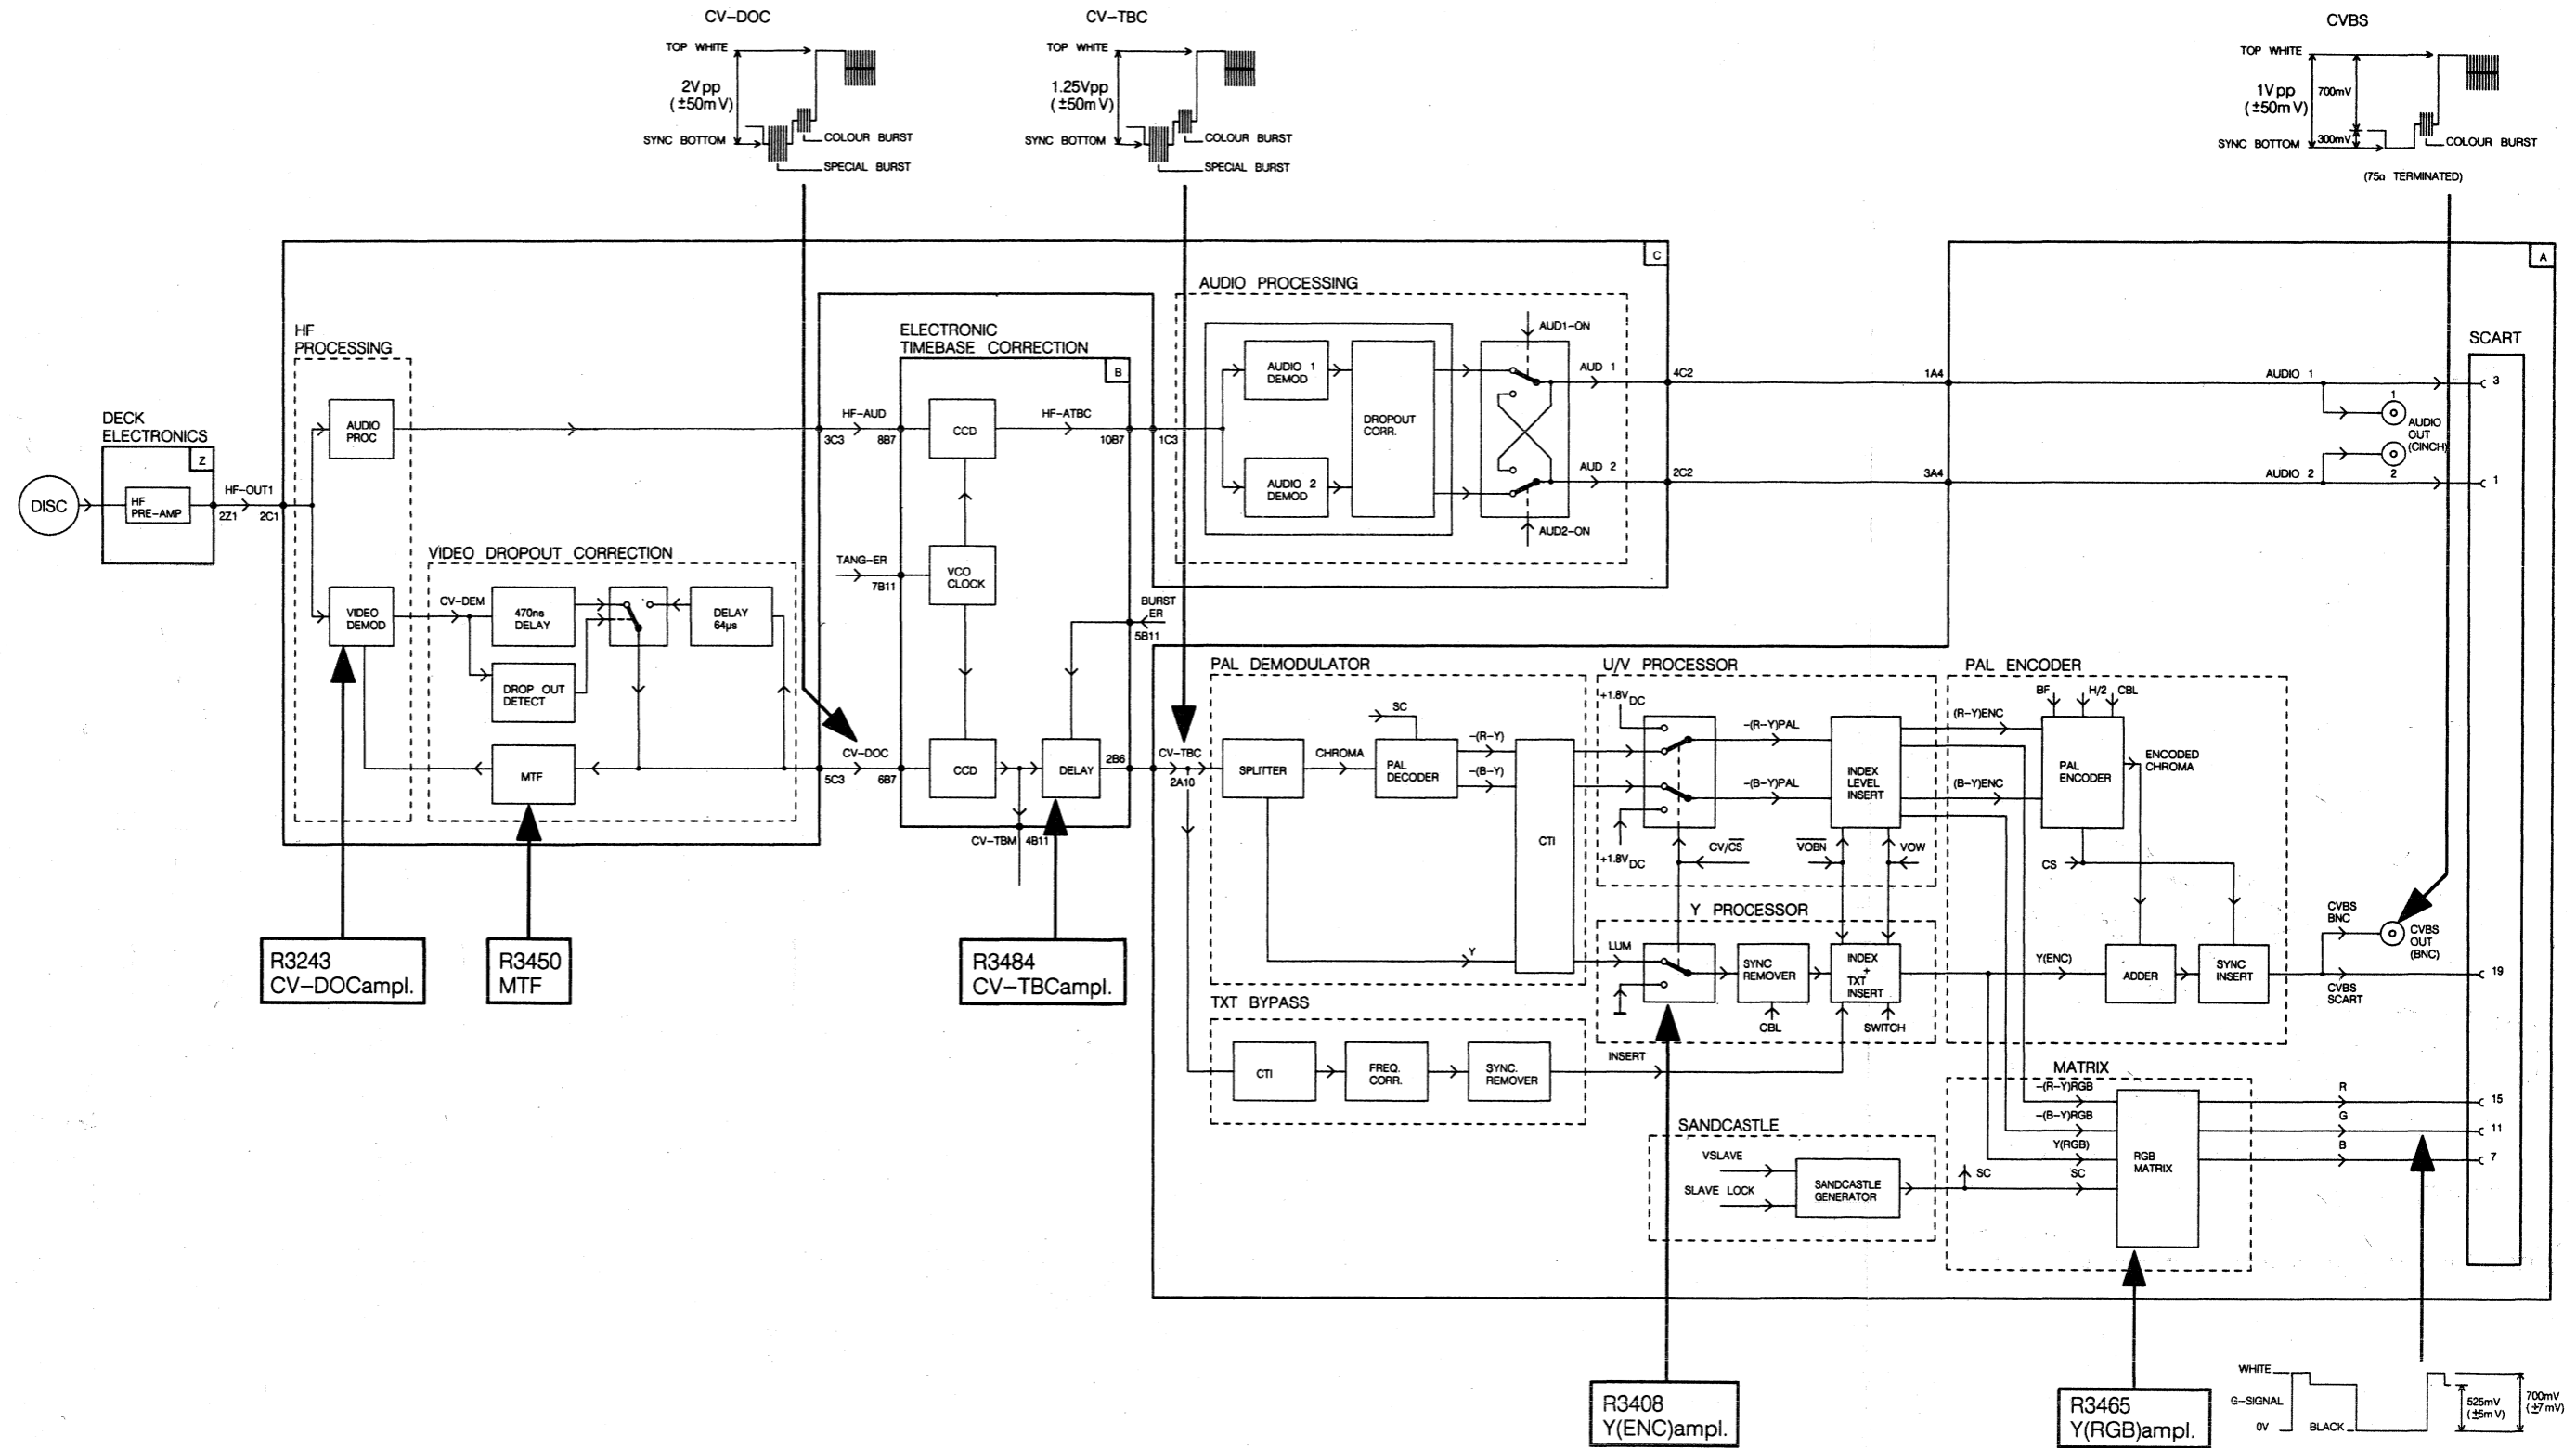 CV-DOC
TOP WHITE
2Vpp
(±50mV)
SYNC BOTTOM
COLOUR BURST
SPECIAL BURST
CV-TBC
TOP WHITE
1.25Vpp
(±50mV)
SYNC BOTTOM
COLOUR BURST
SPECIAL BURST
CVBS
TOP WHITE
1Vpp
(±50mV)
700mV
300mV
SYNC BOTTOM
COLOUR BURST
(75Ω TERMINATED)
C
A
AUDIO PROCESSING
HF
PROCESSING
ELECTRONIC
TIMEBASE CORRECTION
B
AUD1-ON
SCART
AUDIO 1
DEMOD
AUD 1
4C2
1A4
AUDIO 1
3
1
AUDIO
PROC
HF-AUD
3C3
8B7
CCD
HF-ATBC
10B7
1C3
DROPOUT
CORR.
AUDIO
OUT
(CINCH)
DECK
ELECTRONICS
Z
DISC
HF
PRE-AMP
HF-OUT1
2Z1
2C1
AUDIO 2
DEMOD
AUD 2
2C2
3A4
AUDIO 2
2
1
AUD2-ON
VIDEO DROPOUT CORRECTION
TANG-ER
7B11
VCO
CLOCK
VIDEO
DEMOD
CV-DEM
470ns
DELAY
DELAY
64µs
BURST
ER
5B11
DROP OUT
DETECT
MTF
CV-DOC
5C3
6B7
CCD
DELAY
2B6
CV-TBM
4B11
CV-TBC
2A10
PAL DEMODULATOR
SPLITTER
CHROMA
SC
PAL
DECODER
-(R-Y)
-(B-Y)
CTI
Y
U/V PROCESSOR
+1.8V DC
-(R-Y)PAL
-(B-Y)PAL
+1.8V DC
CV/C̅S̅
INDEX
LEVEL
INSERT
V̅O̅B̅N̅
VOW
PAL ENCODER
BF
H/2
CBL
(R-Y)ENC
(B-Y)ENC
PAL
ENCODER
ENCODED
CHROMA
CS
Y PROCESSOR
LUM
SYNC
REMOVER
CBL
INDEX
+
TXT
INSERT
SWITCH
Y(ENC)
ADDER
SYNC
INSERT
CVBS
BNC
CVBS
OUT
(BNC)
CVBS
SCART
19
R3243
CV-DOCampl.
R3450
MTF
R3484
CV-TBCampl.
TXT BYPASS
CTI
FREQ.
CORR.
SYNC.
REMOVER
INSERT
MATRIX
-(R-Y)RGB
-(B-Y)RGB
Y(RGB)
SC
RGB
MATRIX
R
G
B
15
11
7
SANDCASTLE
VSLAVE
SLAVE LOCK
SANDCASTLE
GENERATOR
SC
R3408
Y(ENC)ampl.
R3465
Y(RGB)ampl.
WHITE
G-SIGNAL
0V
BLACK
525mV
(±5mV)
700mV
(±7mV)